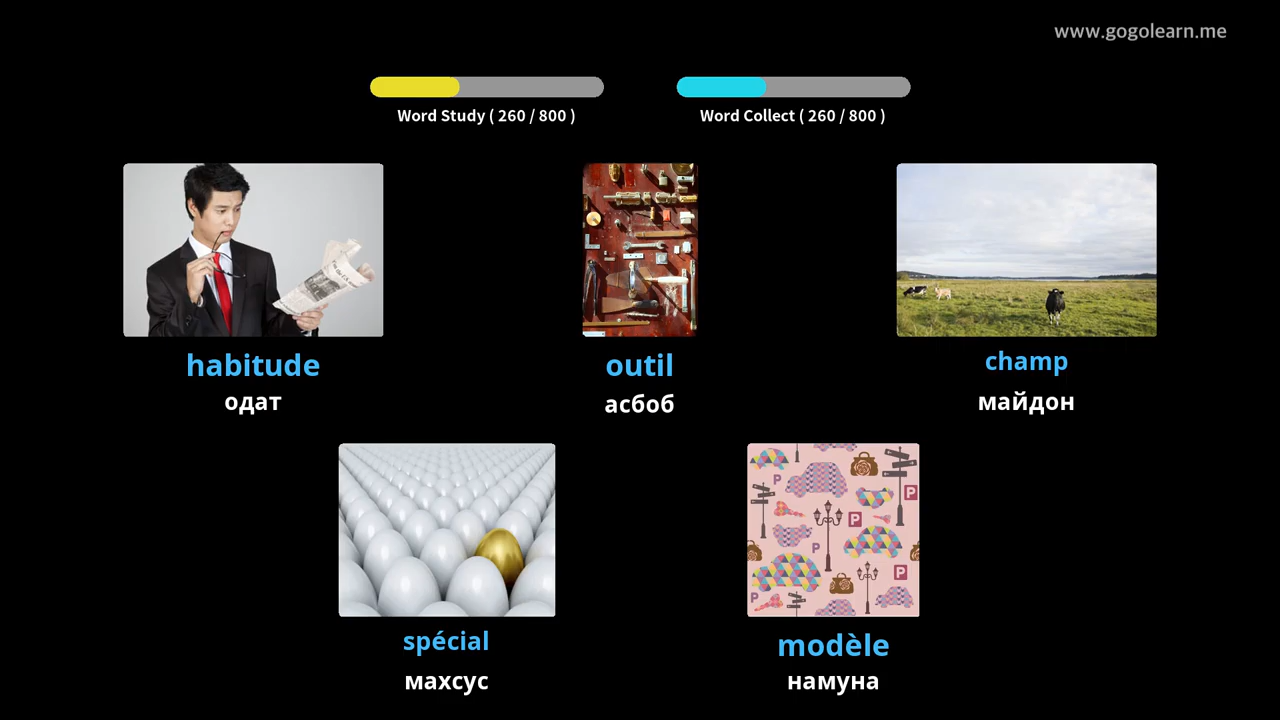 www.gogolearn.me
Word Study ( 260 / 800 )
Word Collect ( 260 / 800 )
habitude
outil
champ
одат
асбоб
майдон
P
P
P
P
P
P
spécial
modèle
махсус
намуна